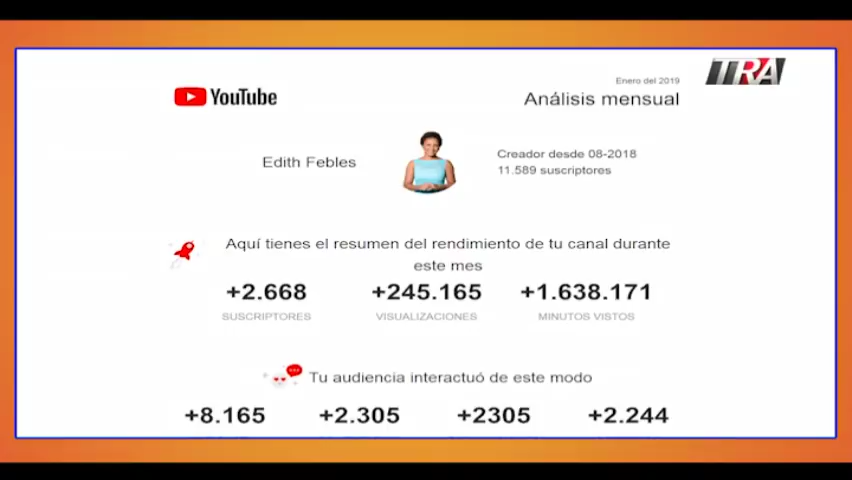 Enero del 2019
TRA
YouTube
Análisis mensual
Edith Febles
Creador desde 08-2018
11.589 suscriptores
Aquí tienes el resumen del rendimiento de tu canal durante
este mes
+2.668 +245.165 +1.638.171
SUSCRIPTORES VISUALIZACIONES MINUTOS VISTOS
Tu audiencia interactuó de este modo
+8.165 +2.305 +2305 +2.244